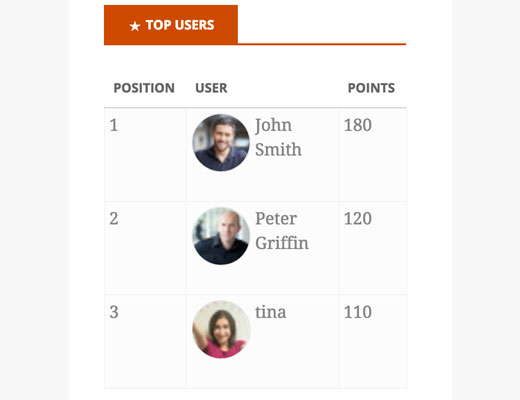 ★ TOP USERS
POSITION USER POINTS
1 John Smith 180
2 Peter Griffin 120
3 tina 110